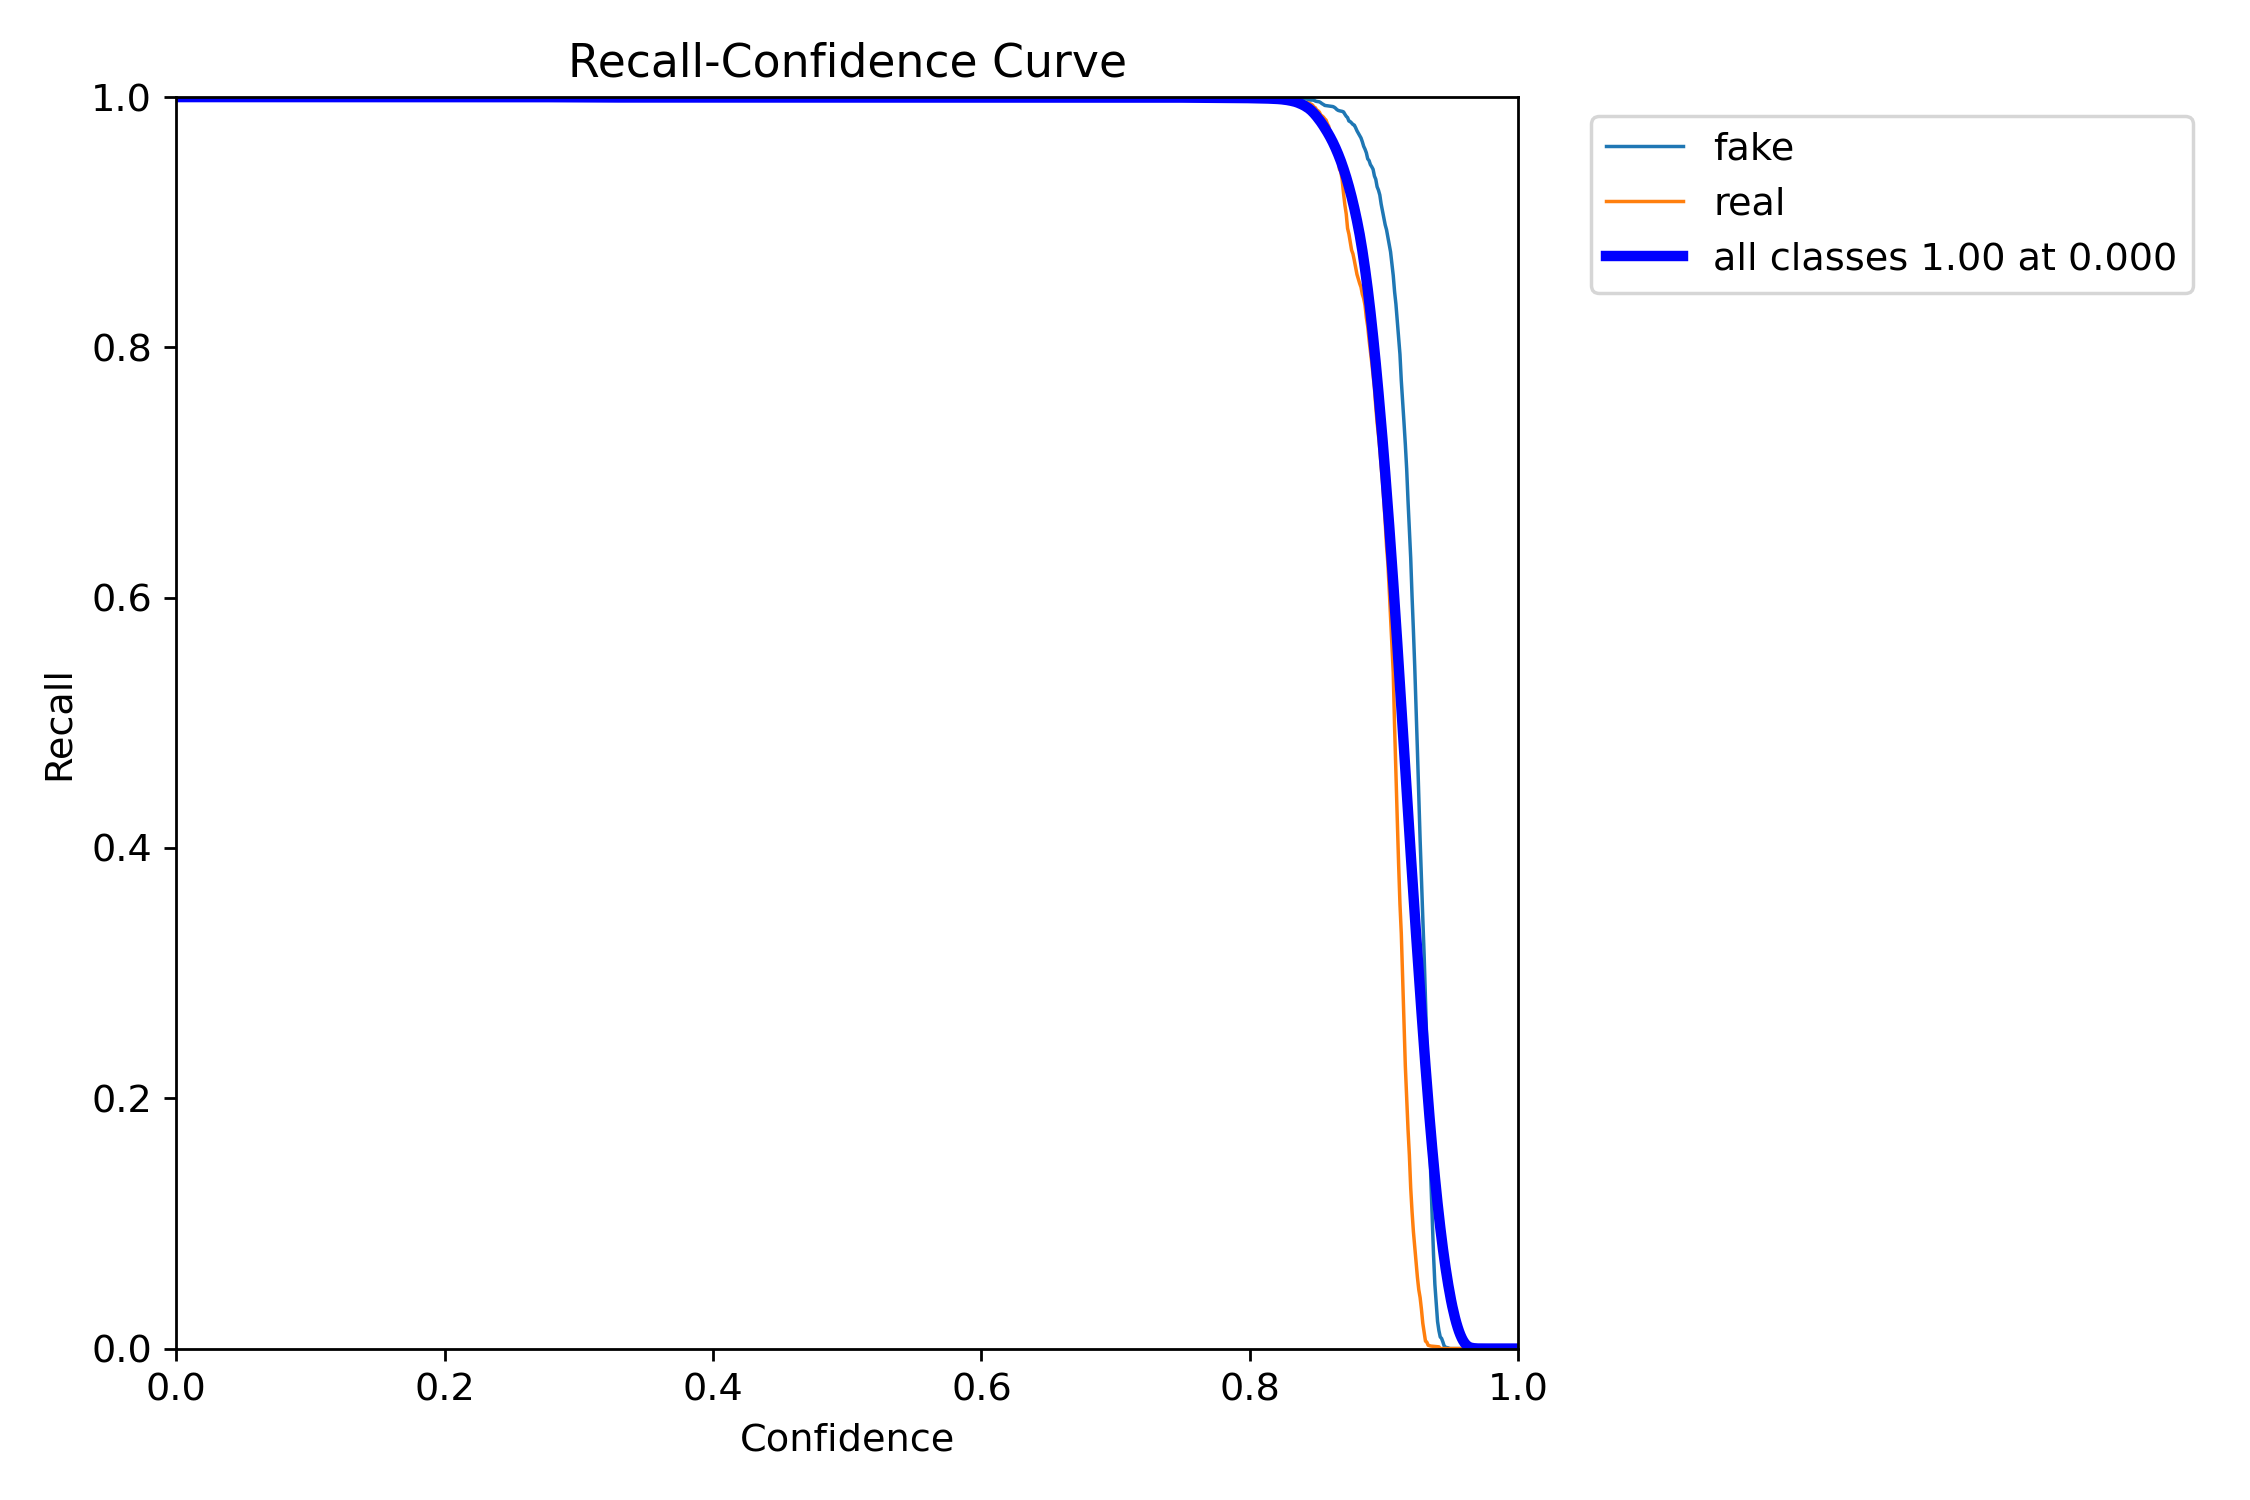 Recall-Confidence Curve
1.0
0.8
0.6
0.4
0.2
0.0
Recall
0.0 0.2 0.4 0.6 0.8 1.0
Confidence
fake
real
all classes 1.00 at 0.000